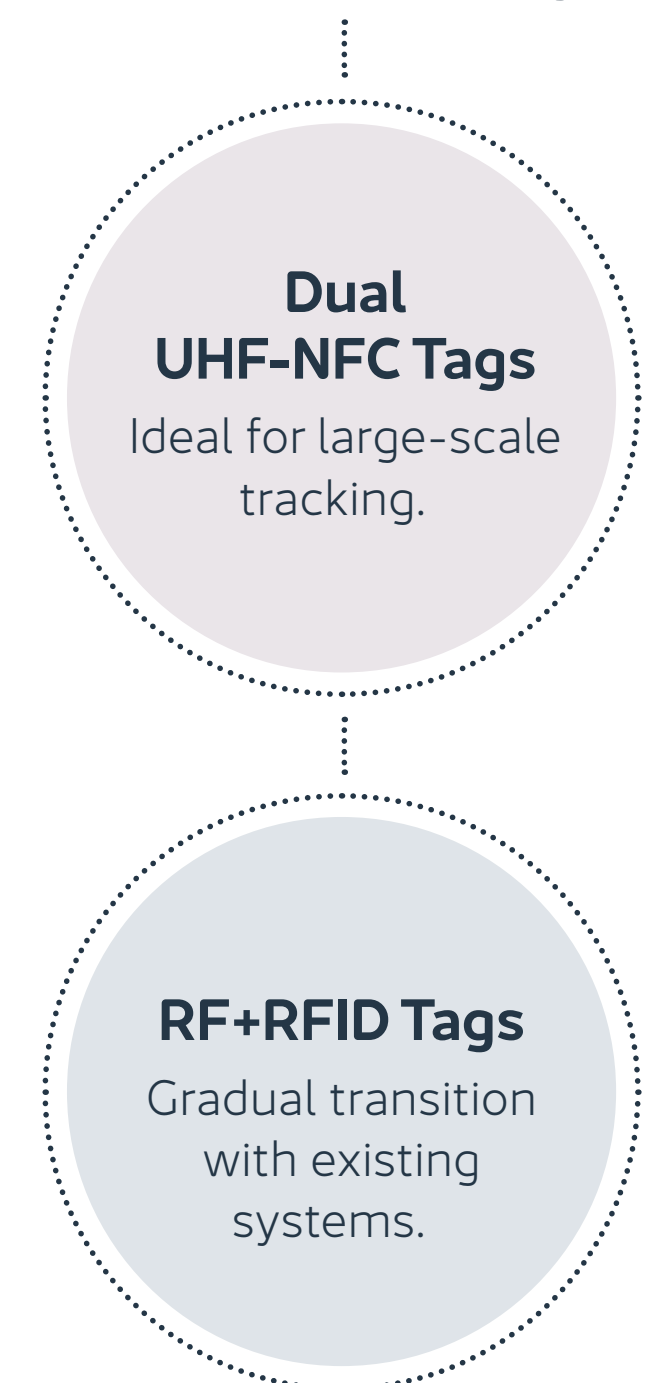 Dual
UHF-NFC Tags
Ideal for large-scale
tracking.
RF+RFID Tags
Gradual transition
with existing
systems.